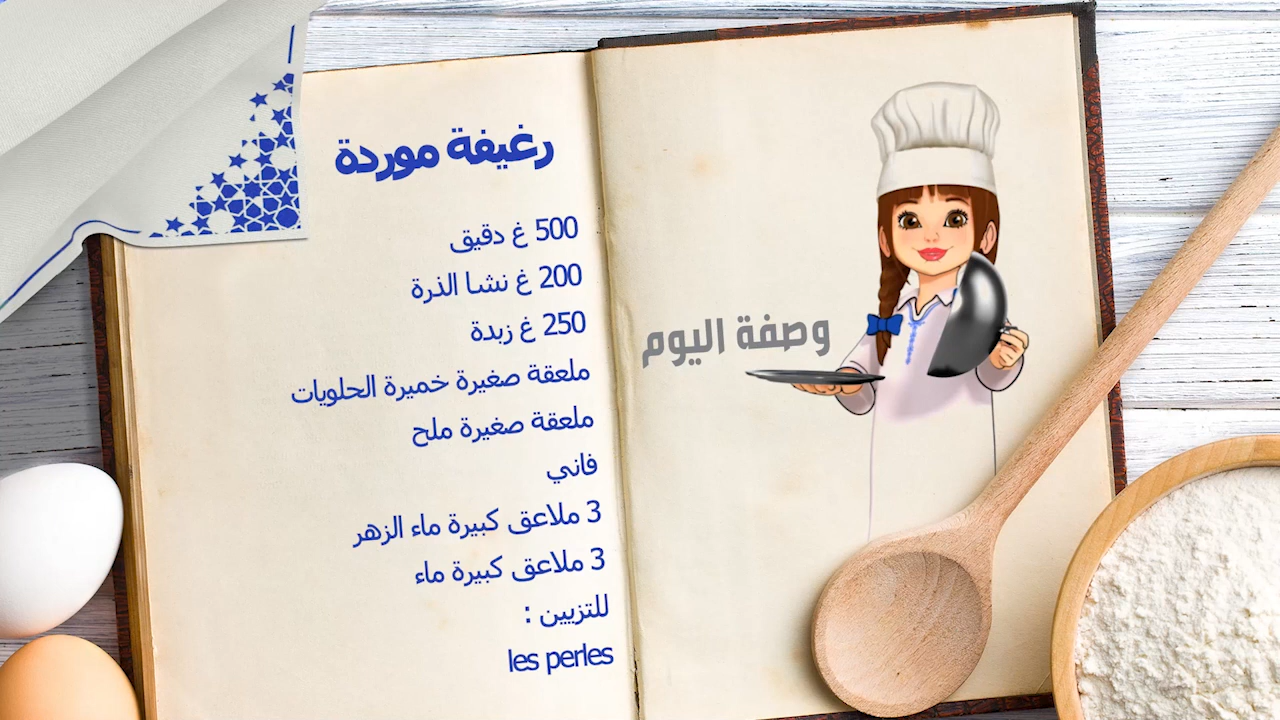 رغيفة موردة
500 غ دقيق
200 غ نشا الذرة
250 غ زبدة
ملعقة صغيرة خميرة الحلويات
ملعقة صغيرة ملح
فاني
3 ملاعق كبيرة ماء الزهر
3 ملاعق كبيرة ماء
للتزيين :
les perles
وصفة اليوم